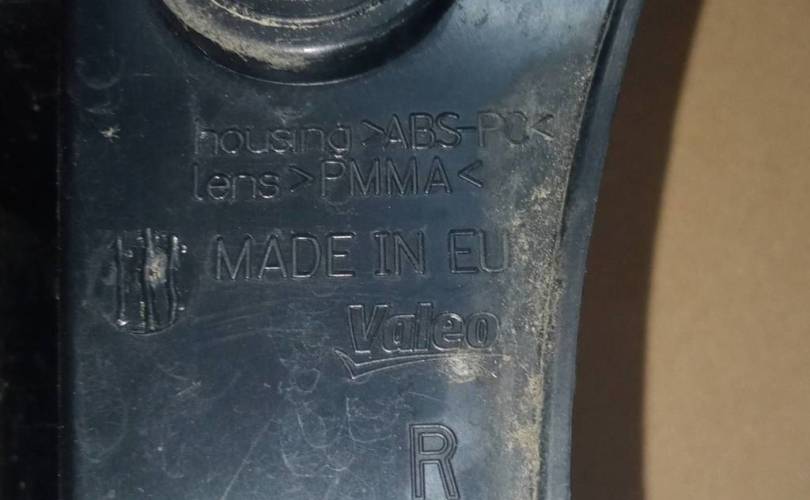 housing >ABS-PC<
lens >PMMA<
MADE IN EU
Valeo
R